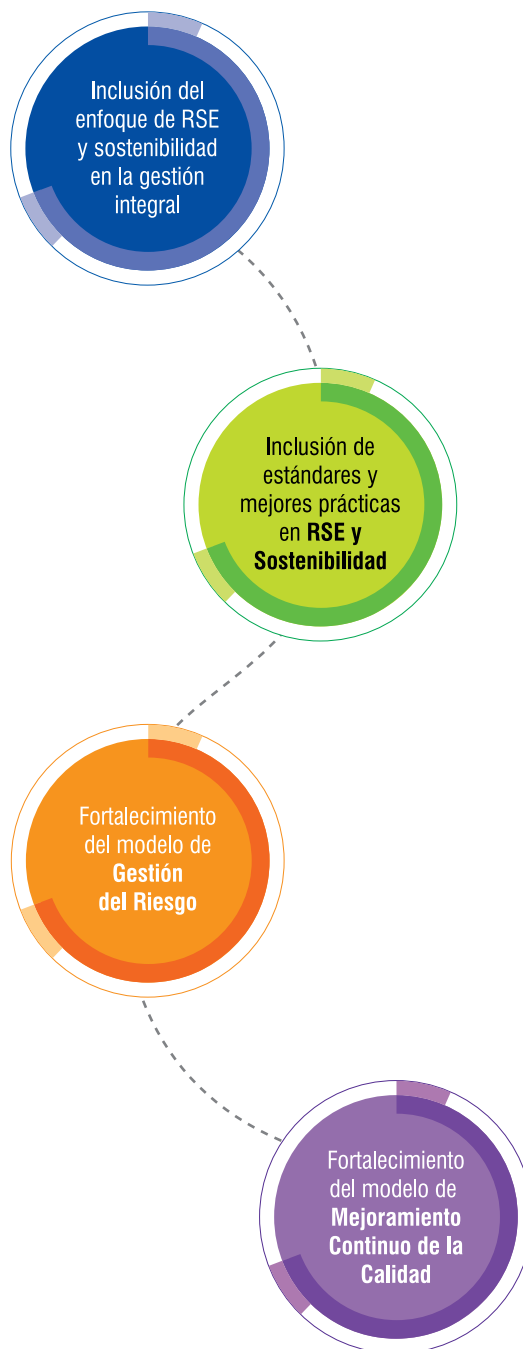 Inclusión del
enfoque de RSE
y sostenibilidad
en la gestión
integral
Inclusión de
estándares y
mejores prácticas
en RSE y
Sostenibilidad
Fortalecimiento
del modelo de
Gestión
del Riesgo
Fortalecimiento
del modelo de
Mejoramiento
Continuo de la
Calidad